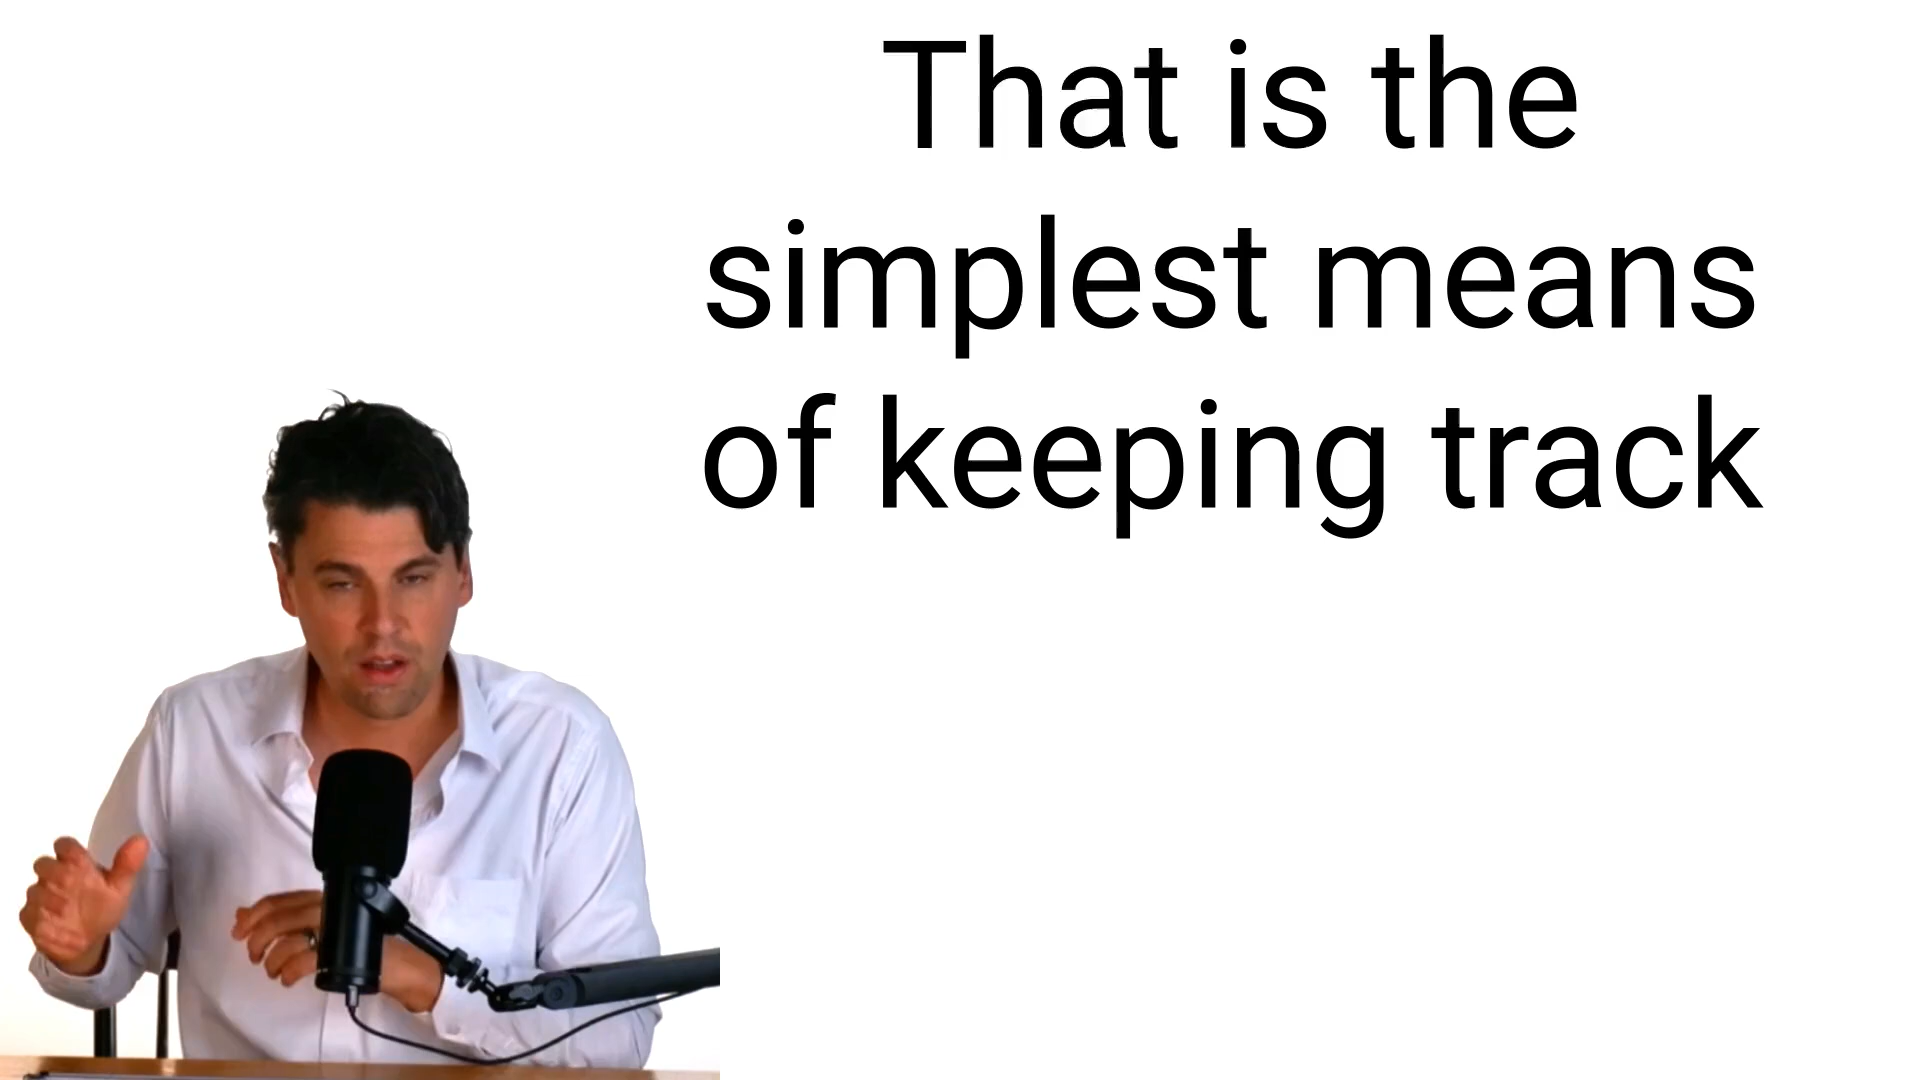 That is the
simplest means
of keeping track